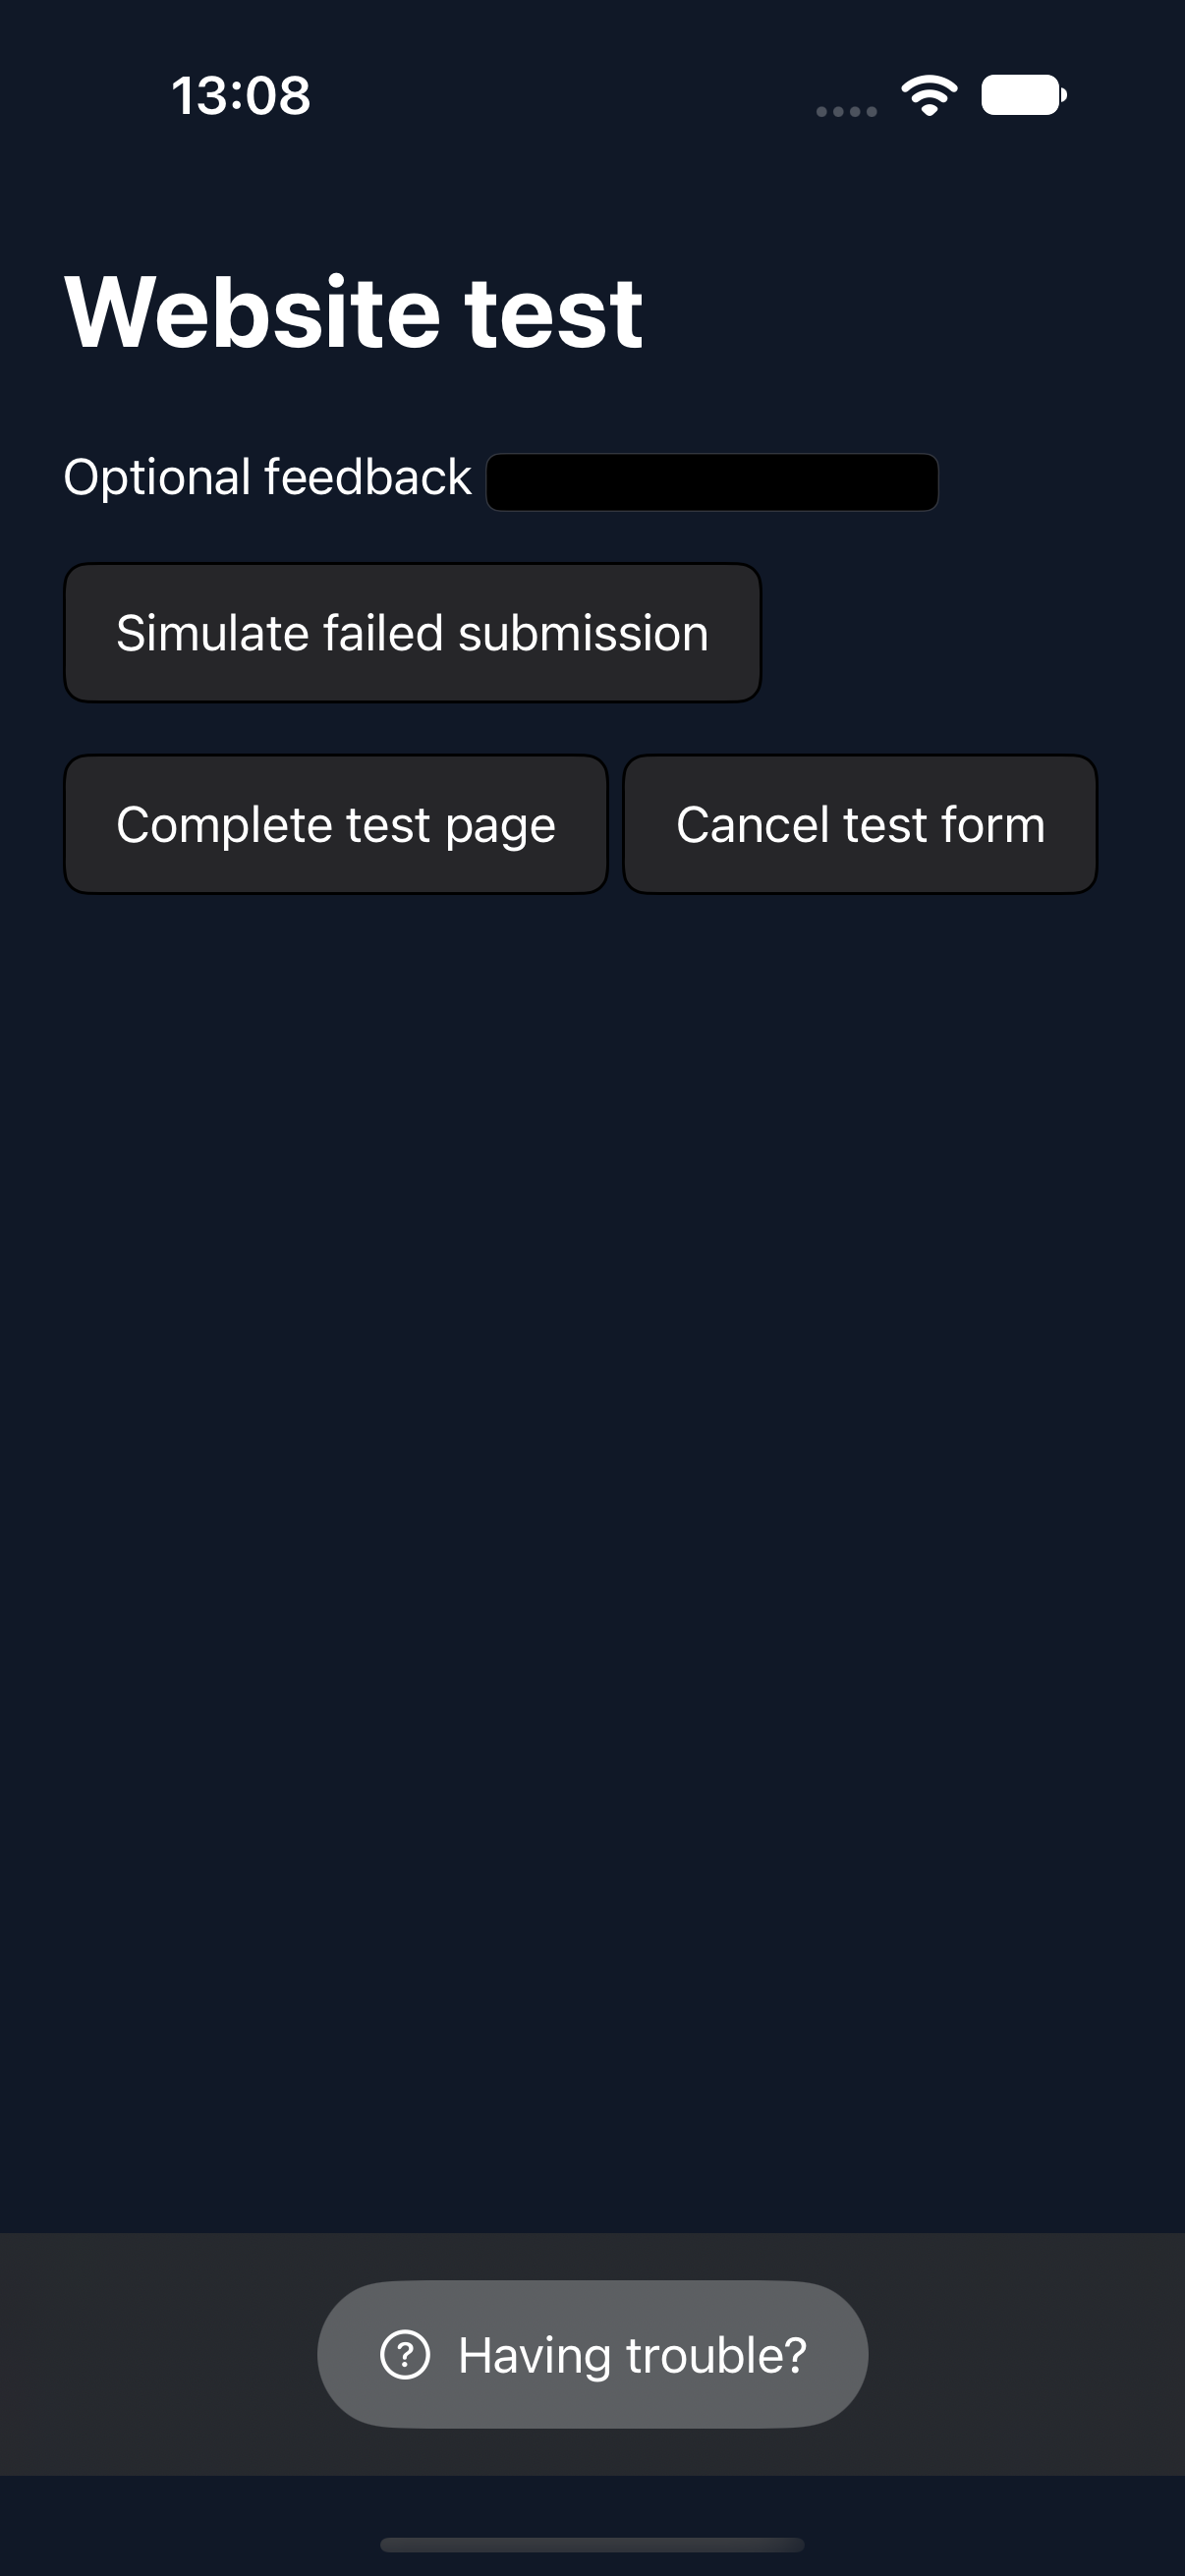 13:08
Website test
Optional feedback
Simulate failed submission
Complete test page Cancel test form
Having trouble?